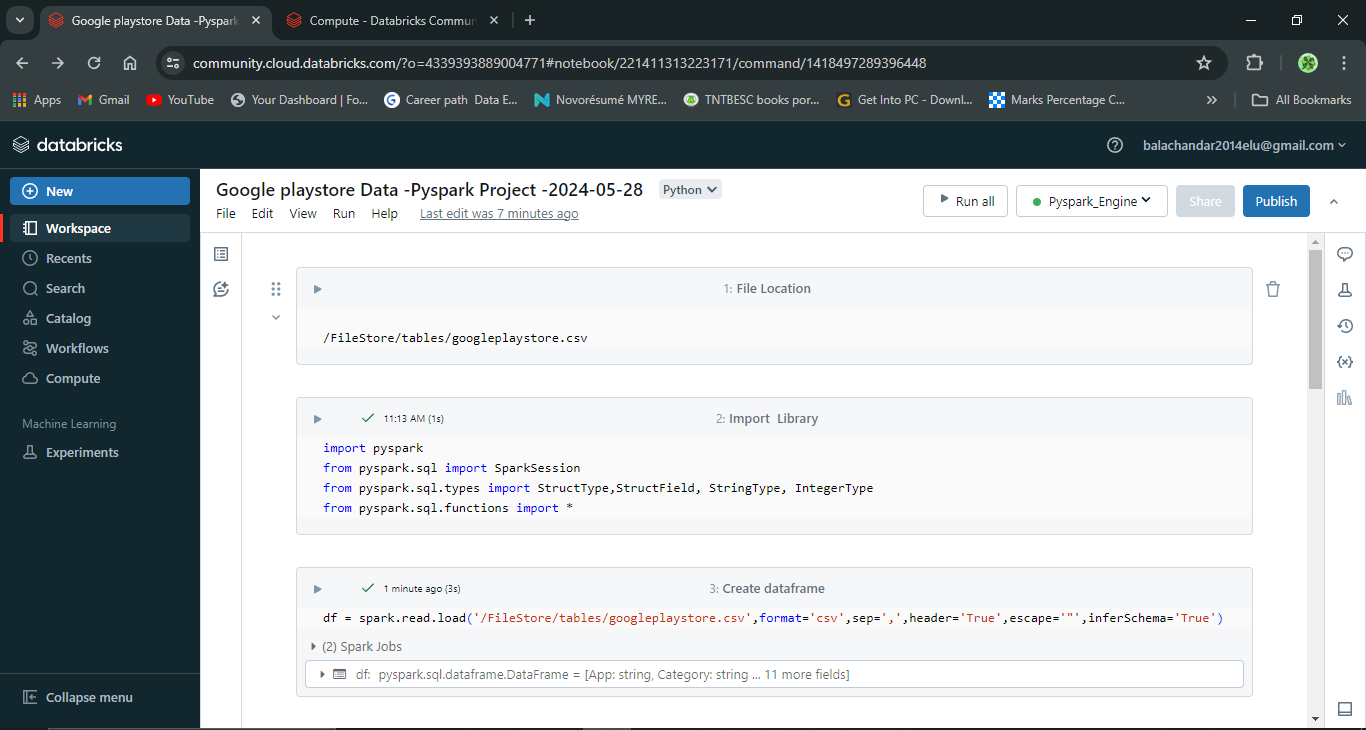 Google playstore Data -Pyspark
Compute - Databricks Commun
community.cloud.databricks.com/?o=4339393889004771#notebook/221411313223171/command/1418497289396448
Apps
Gmail
YouTube
Your Dashboard | Fo...
Career path Data E...
Novorésumé MYRE...
TNTBESC books por...
Get Into PC - Downl...
Marks Percentage C...
All Bookmarks
databricks
balachandar2014elu@gmail.com
New
Workspace
Recents
Search
Catalog
Workflows
Compute
Machine Learning
Experiments
Collapse menu
Google playstore Data -Pyspark Project -2024-05-28
Python
File Edit View Run Help Last edit was 7 minutes ago
Run all
Pyspark_Engine
Share
Publish
1: File Location
/FileStore/tables/googleplaystore.csv
11:13 AM (1s)
2: Import Library
import pyspark
from pyspark.sql import SparkSession
from pyspark.sql.types import StructType,StructField, StringType, IntegerType
from pyspark.sql.functions import *
1 minute ago (3s)
3: Create dataframe
df = spark.read.load('/FileStore/tables/googleplaystore.csv',format='csv',sep=',',header='True',escape='"',inferSchema='True')
(2) Spark Jobs
df: pyspark.sql.dataframe.DataFrame = [App: string, Category: string ... 11 more fields]